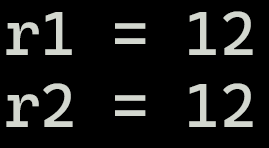 r1 = 12
r2 = 12